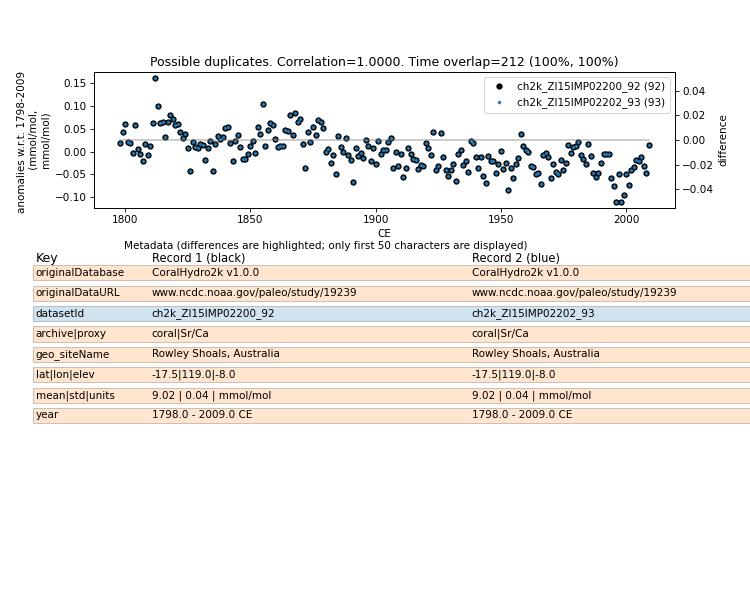 Possible duplicates. Correlation=1.0000. Time overlap=212 (100%, 100%)
anomalies w.r.t. 1798-2009
(mmol/mol,
mmol/mol)
0.15
0.10
0.05
0.00
−0.05
−0.10
ch2k_ZI15IMP02200_92 (92)
ch2k_ZI15IMP02202_93 (93)
0.04
0.02
0.00
−0.02
−0.04
difference
1800 1850 1900 1950 2000
CE
Metadata (differences are highlighted; only first 50 characters are displayed)
Key Record 1 (black) Record 2 (blue)
originalDatabase CoralHydro2k v1.0.0 CoralHydro2k v1.0.0
originalDataURL www.ncdc.noaa.gov/paleo/study/19239 www.ncdc.noaa.gov/paleo/study/19239
datasetId ch2k_ZI15IMP02200_92 ch2k_ZI15IMP02202_93
archive|proxy coral|Sr/Ca coral|Sr/Ca
geo_siteName Rowley Shoals, Australia Rowley Shoals, Australia
lat|lon|elev -17.5|119.0|-8.0 -17.5|119.0|-8.0
mean|std|units 9.02 | 0.04 | mmol/mol 9.02 | 0.04 | mmol/mol
year 1798.0 - 2009.0 CE 1798.0 - 2009.0 CE